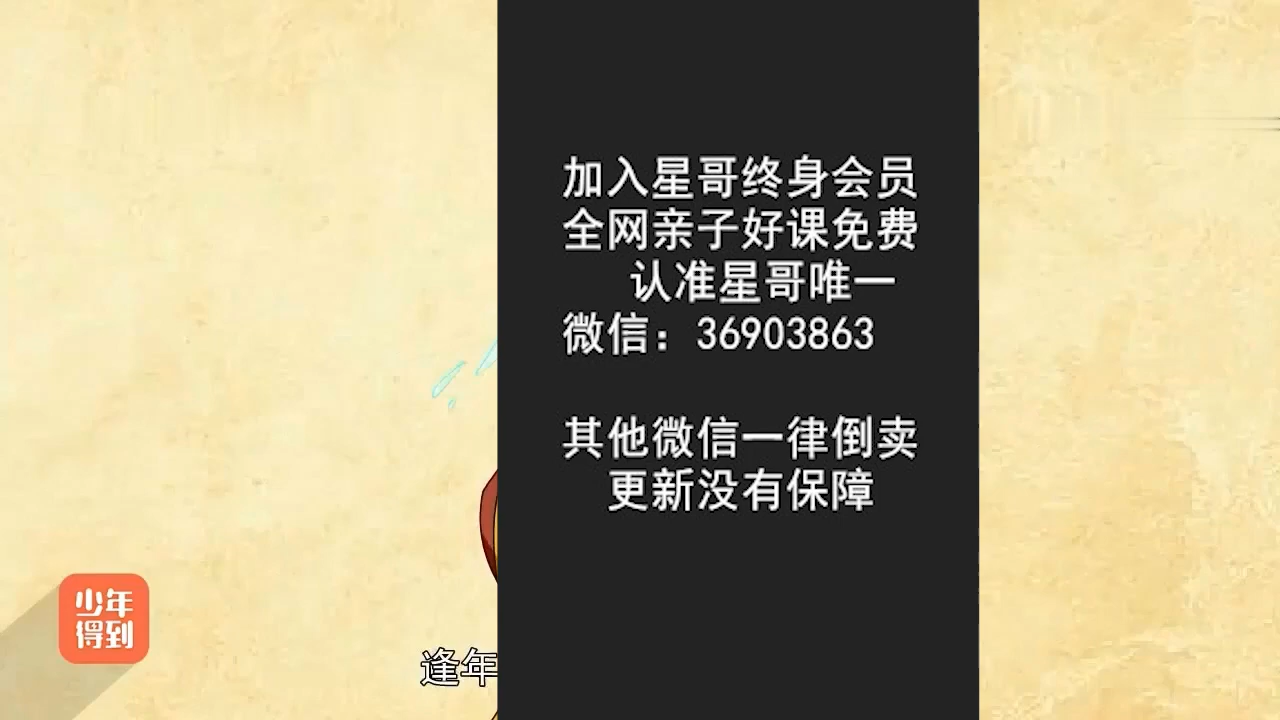 加入星哥终身会员
全网亲子好课免费
认准星哥唯一
微信：36903863
其他微信一律倒卖
更新没有保障
少年
得到
逢年